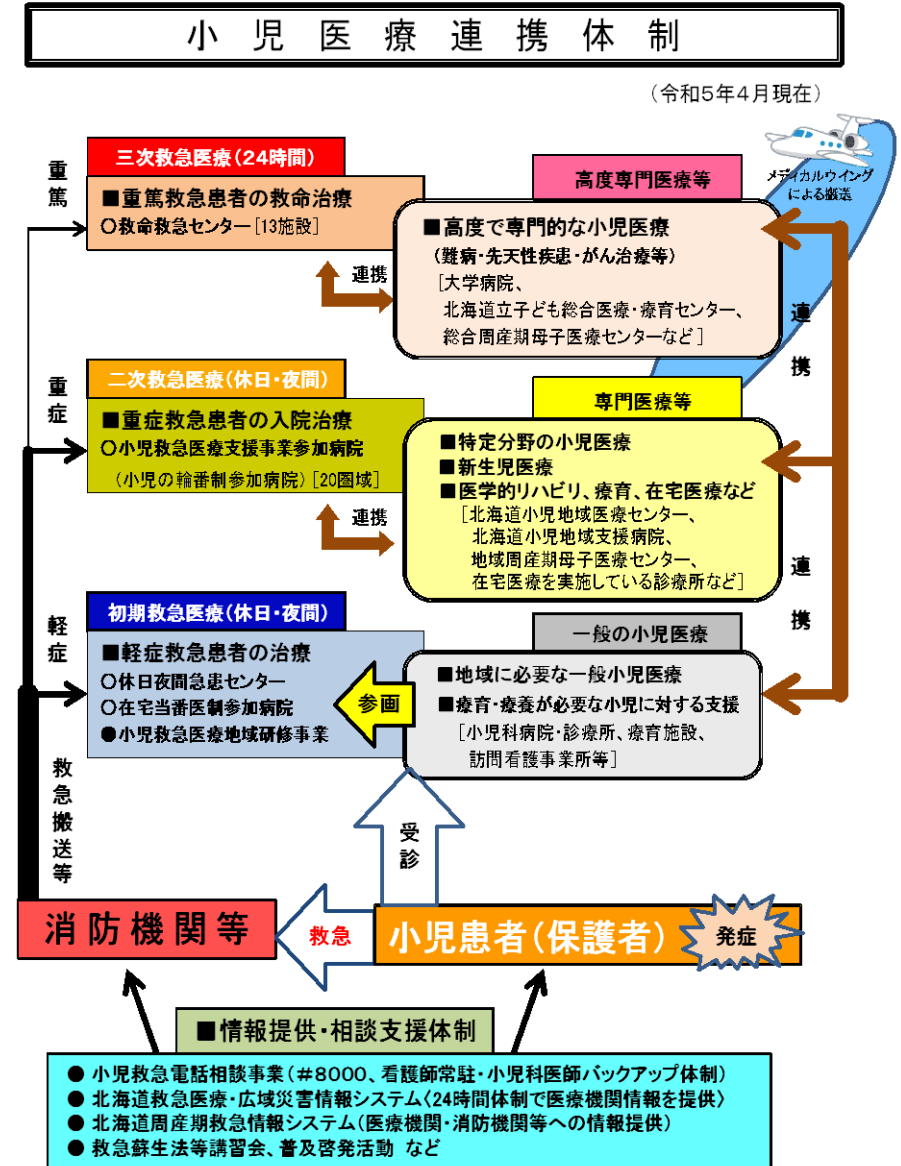 小児医療連携体制
（令和5年4月現在）
メディカルウイング
による搬送
三次救急医療（24時間）
重篤
■重篤救急患者の救命治療
○救命救急センター［13施設］
高度専門医療等
■高度で専門的な小児医療
（難病・先天性疾患・がん治療等）
［大学病院、
北海道立子ども総合医療・療育センター、
総合周産期母子医療センターなど］
連携
連携
二次救急医療（休日・夜間）
重症
■重症救急患者の入院治療
○小児救急医療支援事業参加病院
（小児の輪番制参加病院）［20圏域］
専門医療等
■特定分野の小児医療
■新生児医療
■医学的リハビリ、療育、在宅医療など
［北海道小児地域医療センター、
北海道小児地域支援病院、
地域周産期母子医療センター、
在宅医療を実施している診療所など］
連携
連携
初期救急医療（休日・夜間）
軽症
■軽症救急患者の治療
○休日夜間急患センター
○在宅当番医制参加病院
●小児救急医療地域研修事業
参画
一般の小児医療
■地域に必要な一般小児医療
■療育・療養が必要な小児に対する支援
［小児科病院・診療所、療育施設、
訪問看護事業所等］
救急搬送等
受診
消防機関等
救急
小児患者（保護者）
発症
■情報提供・相談支援体制
● 小児救急電話相談事業（＃8000、看護師常駐・小児科医師バックアップ体制）
● 北海道救急医療・広域災害情報システム〈24時間体制で医療機関情報を提供〉
● 北海道周産期救急情報システム（医療機関・消防機関等への情報提供）
● 救急蘇生法等講習会、普及啓発活動 など